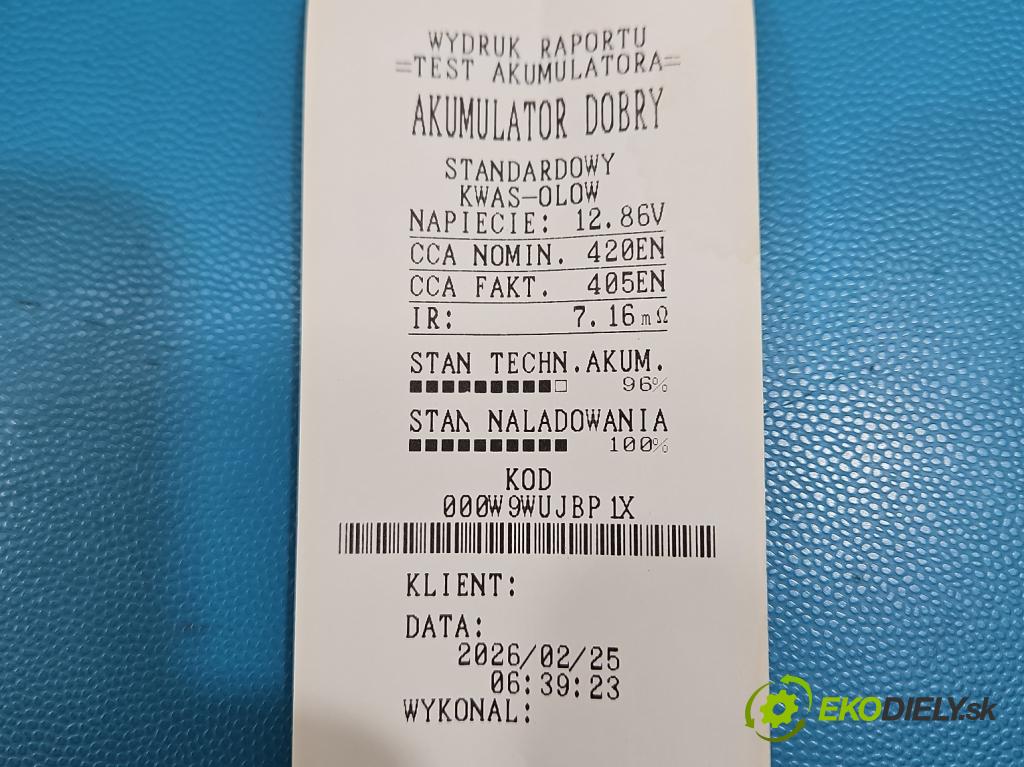 WYDRUK RAPORTU
=TEST AKUMULATORA=
AKUMULATOR DOBRY
STANDARDOWY
KWAS-OLOW
NAPIECIE: 12.86V
CCA NOMIN. 420EN
CCA FAKT. 405EN
IR: 7.16mΩ
STAN TECHN.AKUM.
96%
STAN NALADOWANIA
100%
KOD
000W9WUJBP1X
KLIENT:
DATA:
2026/02/25
06:39:23
WYKONAL:
EKODIELY.sk